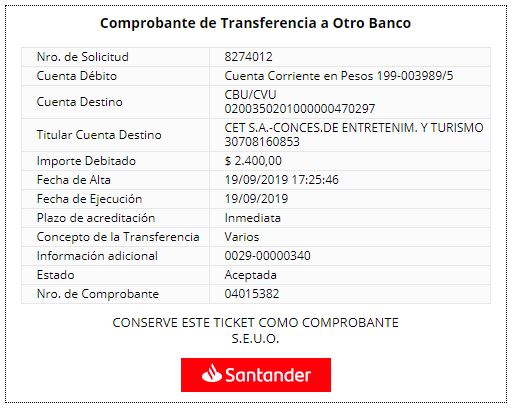 Comprobante de Transferencia a Otro Banco
Nro. de Solicitud 8274012
Cuenta Débito Cuenta Corriente en Pesos 199-003989/5
Cuenta Destino CBU/CVU
0200350201000000470297
Titular Cuenta Destino CET S.A.-CONCES.DE ENTRETENIM. Y TURISMO
30708160853
Importe Debitado $ 2.400,00
Fecha de Alta 19/09/2019 17:25:46
Fecha de Ejecución 19/09/2019
Plazo de acreditación Inmediata
Concepto de la Transferencia Varios
Información adicional 0029-00000340
Estado Aceptada
Nro. de Comprobante 04015382
CONSERVE ESTE TICKET COMO COMPROBANTE
S.E.U.O.
Santander